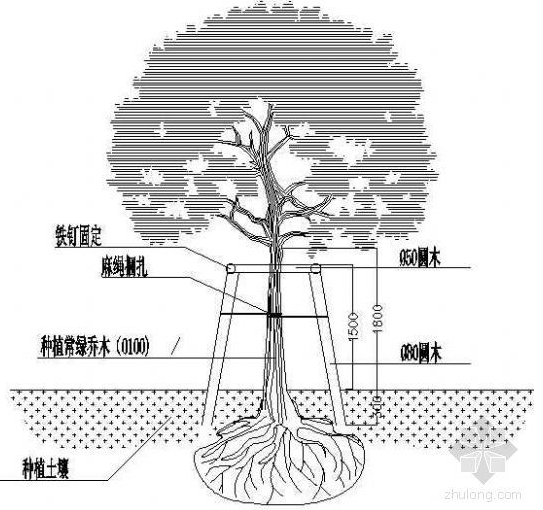 铁钉固定
麻绳捆扎
Ø50圆木
1500
1800
种植常绿乔木(Ø100)
Ø80圆木
300
种植土壤
zhulong.com